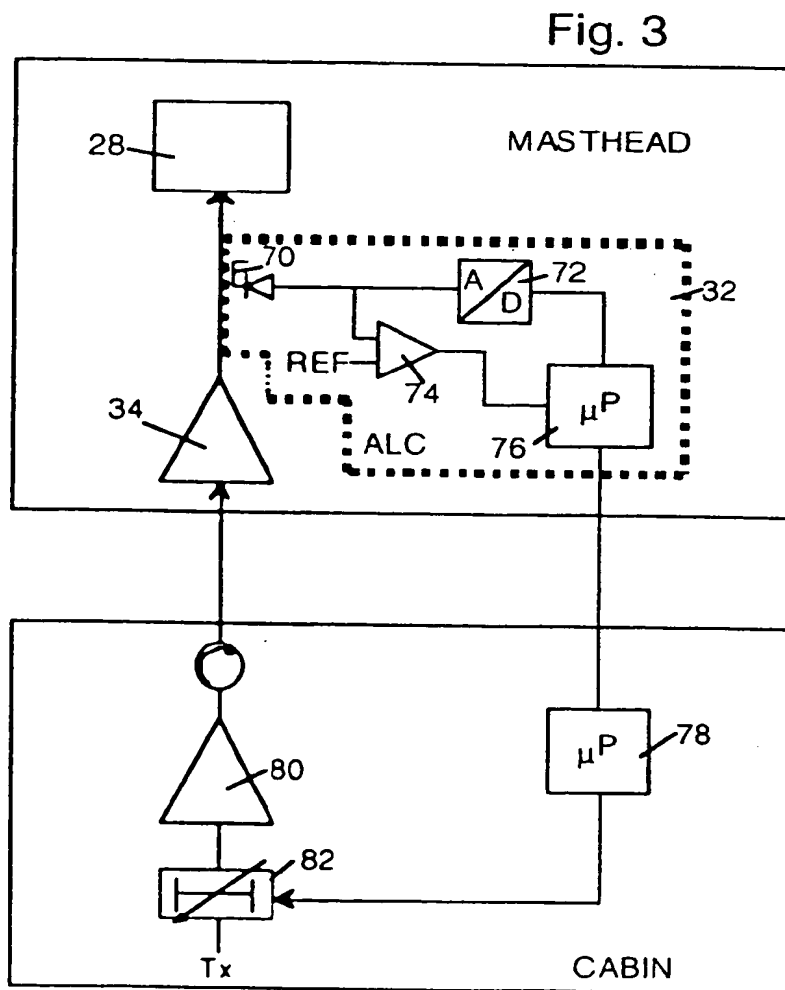 Fig. 3
28
MASTHEAD
70
A
D
72
32
REF
74
34
μP
76
ALC
μP
78
80
82
Tx
CABIN